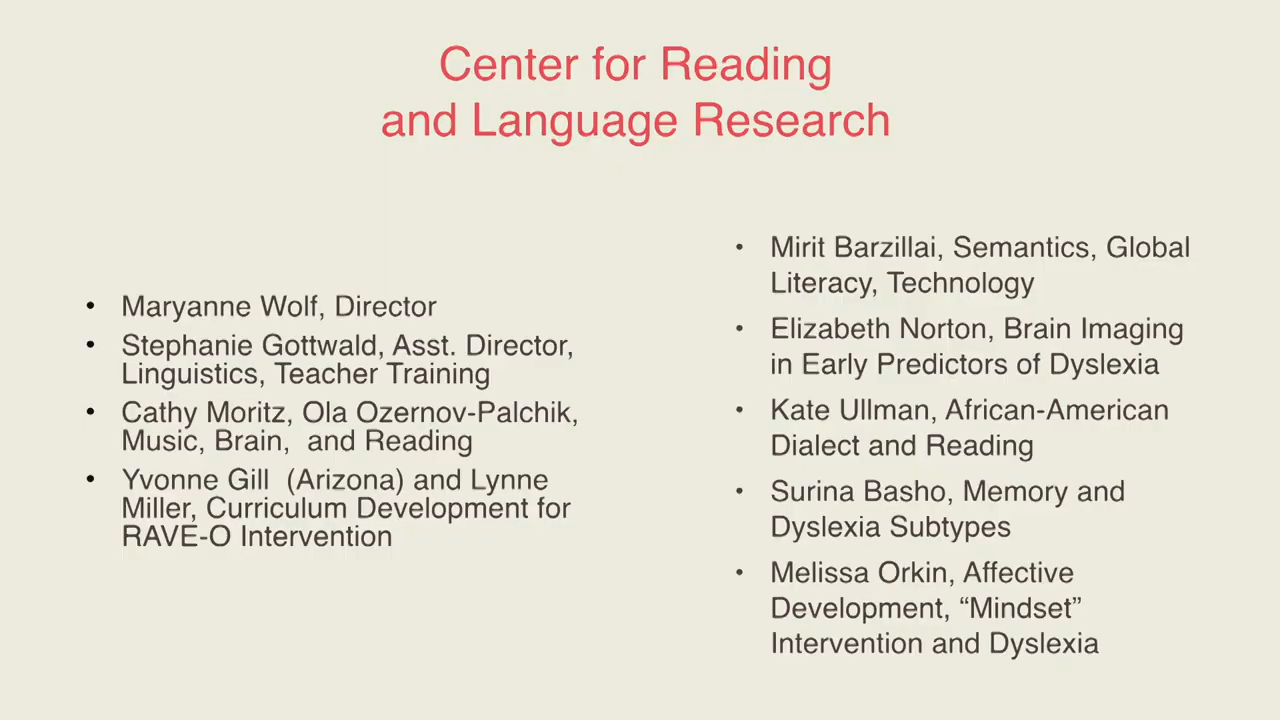 Center for Reading
and Language Research
• Maryanne Wolf, Director
• Stephanie Gottwald, Asst. Director,
Linguistics, Teacher Training
• Cathy Moritz, Ola Ozernov-Palchik,
Music, Brain,  and Reading
• Yvonne Gill  (Arizona) and Lynne
Miller, Curriculum Development for
RAVE-O Intervention
• Mirit Barzillai, Semantics, Global
Literacy, Technology
• Elizabeth Norton, Brain Imaging
in Early Predictors of Dyslexia
• Kate Ullman, African-American
Dialect and Reading
• Surina Basho, Memory and
Dyslexia Subtypes
• Melissa Orkin, Affective
Development, “Mindset”
Intervention and Dyslexia